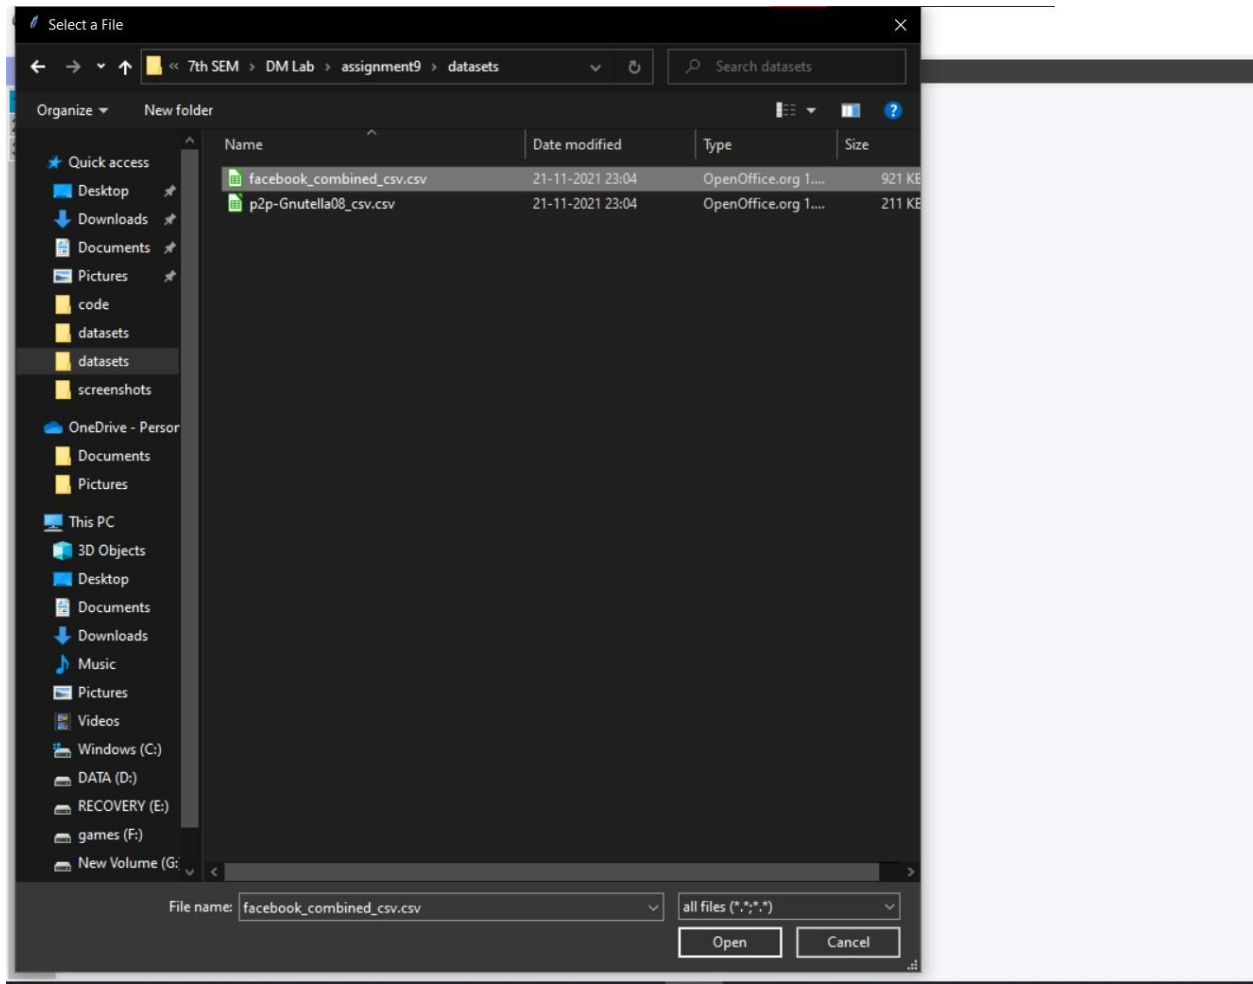 Select a File
« 7th SEM > DM Lab > assignment9 > datasets
Search datasets
Organize
New folder
Name Date modified Type Size
facebook_combined_csv.csv 21-11-2021 23:04 OpenOffice.org 1.... 921 KB
p2p-Gnutella08_csv.csv 21-11-2021 23:04 OpenOffice.org 1.... 211 KB
Quick access
Desktop
Downloads
Documents
Pictures
code
datasets
datasets
screenshots
OneDrive - Person
Documents
Pictures
This PC
3D Objects
Desktop
Documents
Downloads
Music
Pictures
Videos
Windows (C:)
DATA (D:)
RECOVERY (E:)
games (F:)
New Volume (G:
File name: facebook_combined_csv.csv
all files (*.*;*.*)
Open
Cancel